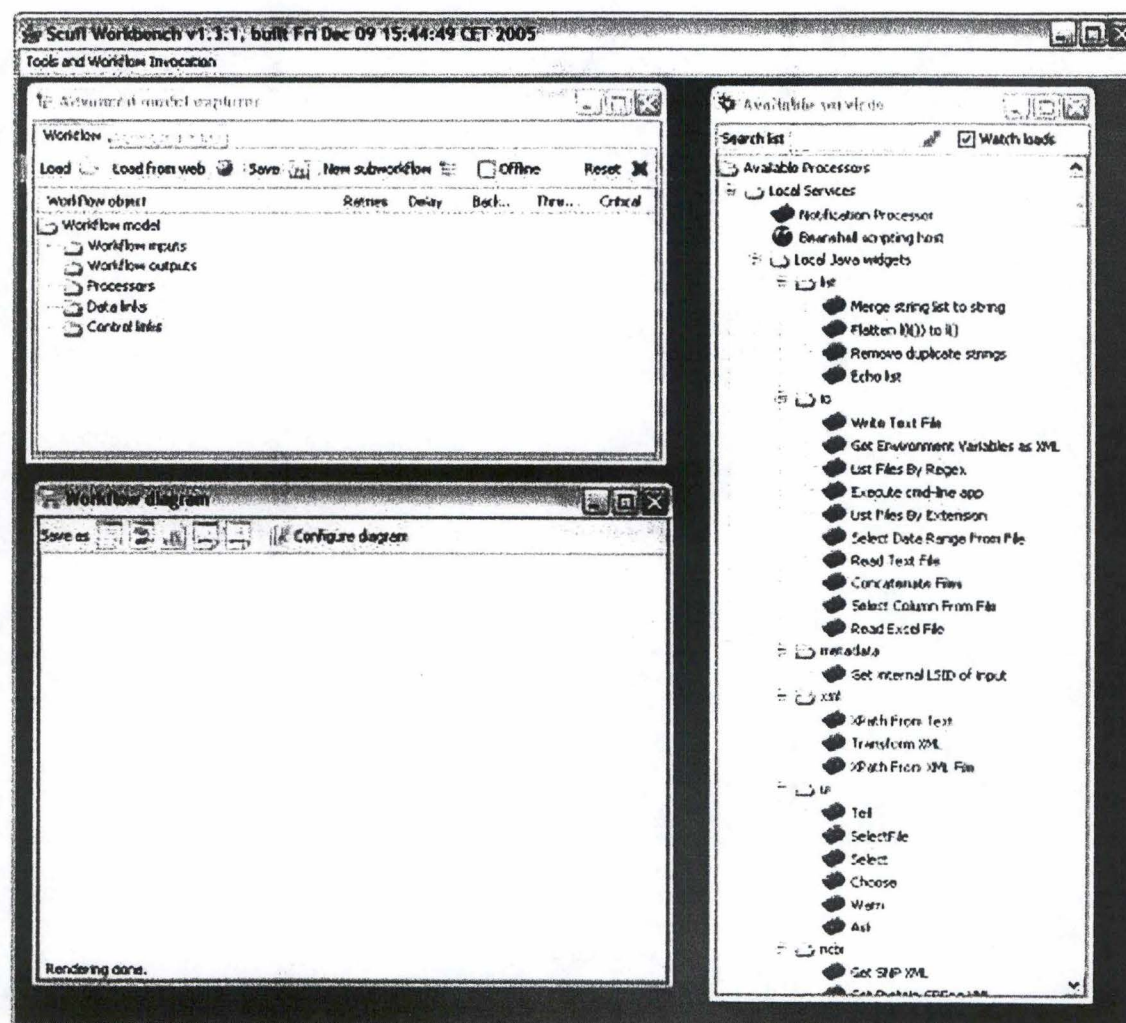 Scufl Workbench v1.3.1, built Fri Dec 09 15:44:49 CET 2005
Tools and Workflow Invocation
Advanced model explorer
Workflow
Load Load from web Save New subworkflow Offline Reset
Workflow object Retries Delay Back... Thre... Critical
Workflow model
Workflow inputs
Workflow outputs
Processors
Data links
Control links
Workflow diagram
Save as Configure diagram
Rendering done.
Available services
Search list Watch loads
Available Processors
Local Services
Notification Processor
Beanshell scripting host
Local Java widgets
list
Merge string list to string
Flatten l(l()) to l()
Remove duplicate strings
Echo list
io
Write Text File
Get Environment Variables as XML
List Files By Regex
Execute cmd-line app
List Files By Extension
Select Data Range From File
Read Text File
Concatenate Files
Select Column From File
Read Excel File
metadata
Get internal LSID of input
xml
XPath From Text
Transform XML
XPath From XML File
ui
Tell
SelectFile
Select
Choose
Warn
Ask
ncbi
Get SNP XML